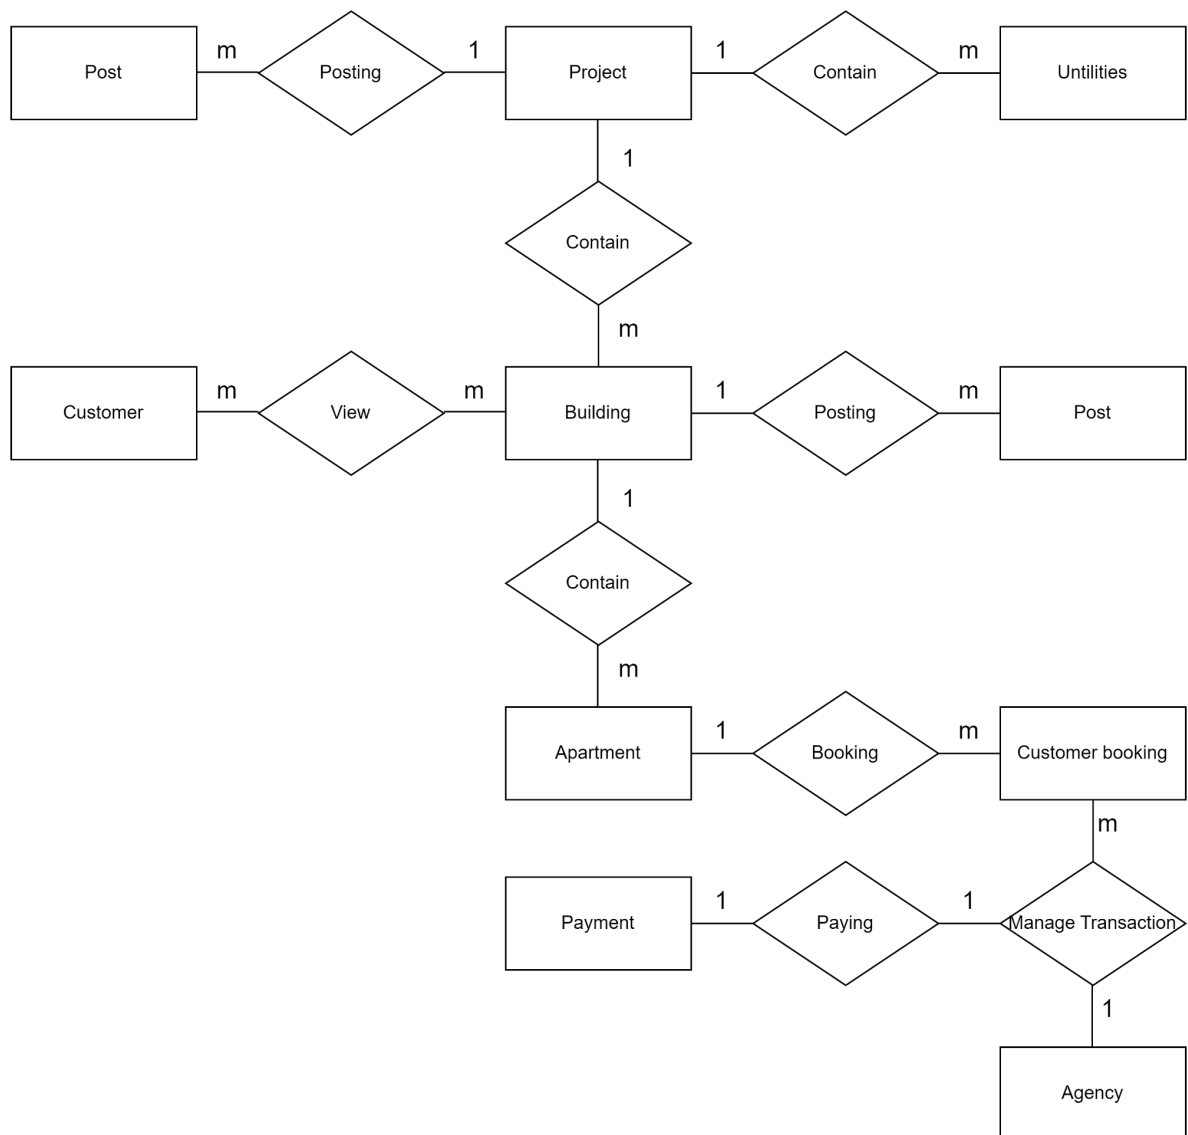 Post
m
Posting
1
Project
1
Contain
m
Untilities
1
Contain
m
Customer
m
View
m
Building
1
Posting
m
Post
1
Contain
m
Apartment
1
Booking
m
Customer booking
m
Payment
1
Paying
1
Manage Transaction
1
Agency